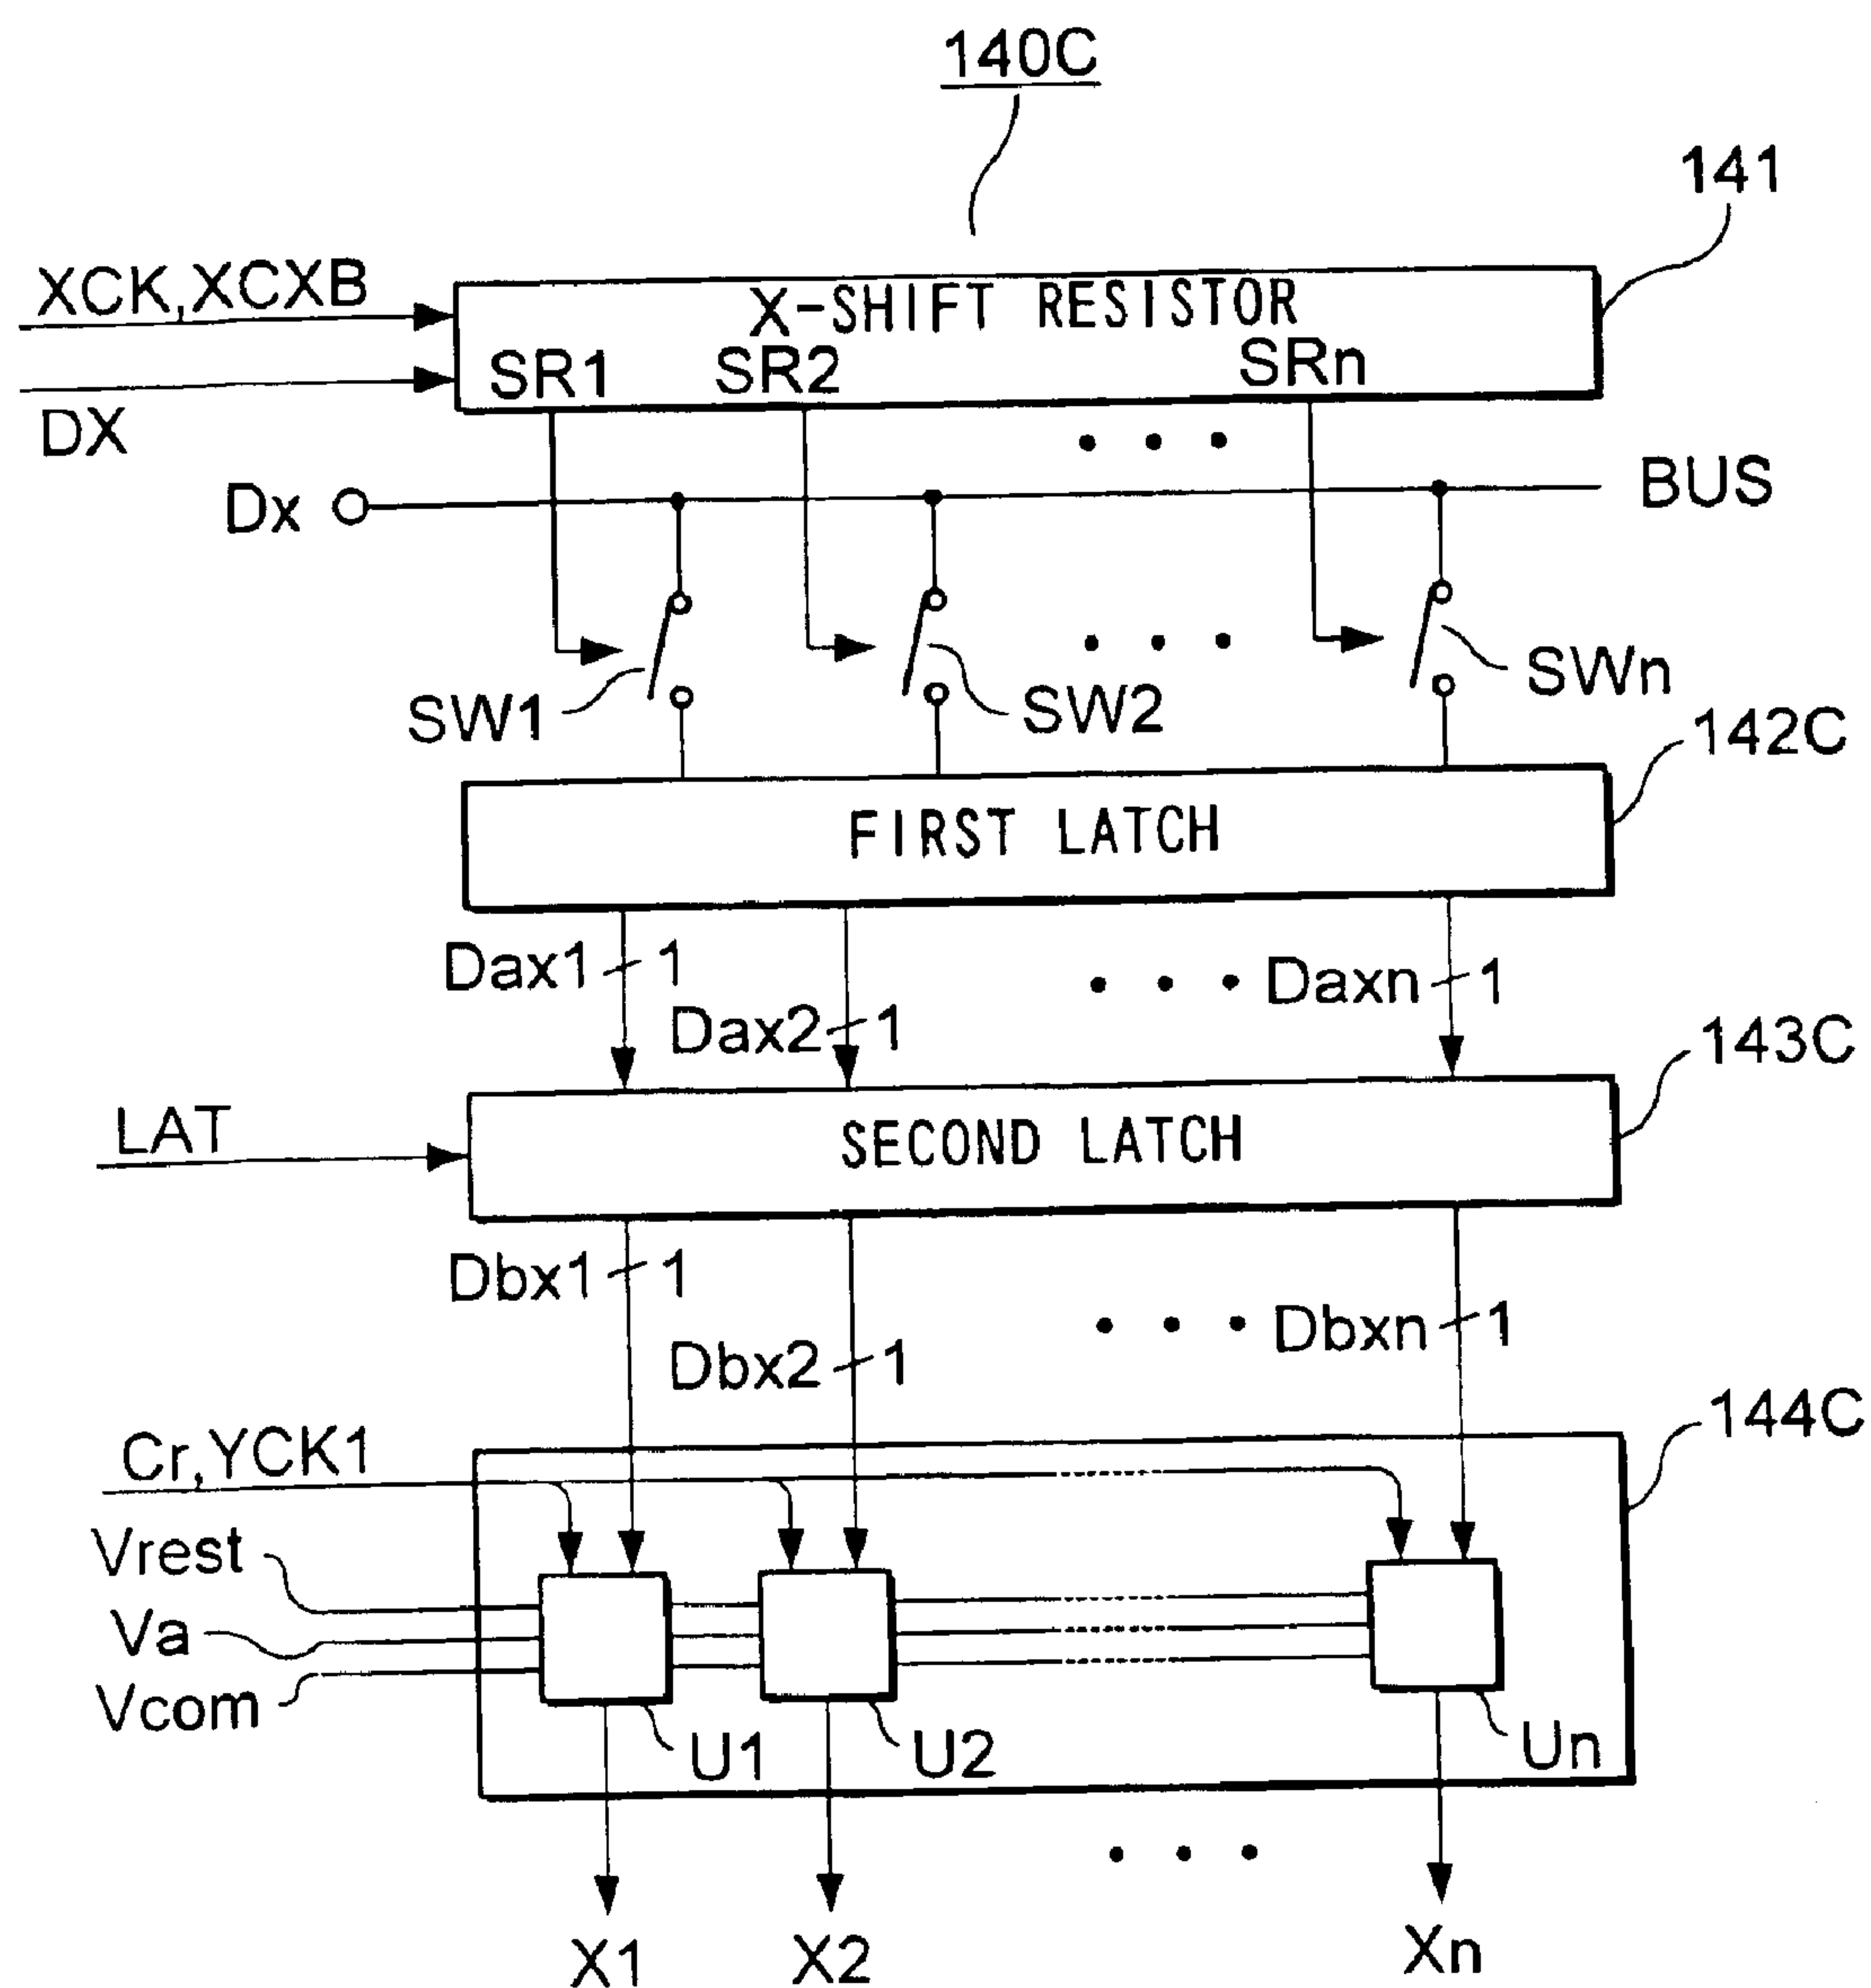 140C
141
XCK,XCXB
X-SHIFT RESISTOR
SR1 SR2 SRn
DX
Dx BUS
SW1 SW2 SWn
142C
FIRST LATCH
Dax1 1 Dax2 1 Daxn 1
143C
LAT
SECOND LATCH
Dbx1 1 Dbx2 1 Dbxn 1
144C
Cr,YCK1
Vrest
Va
Vcom
U1 U2 Un
X1 X2 Xn